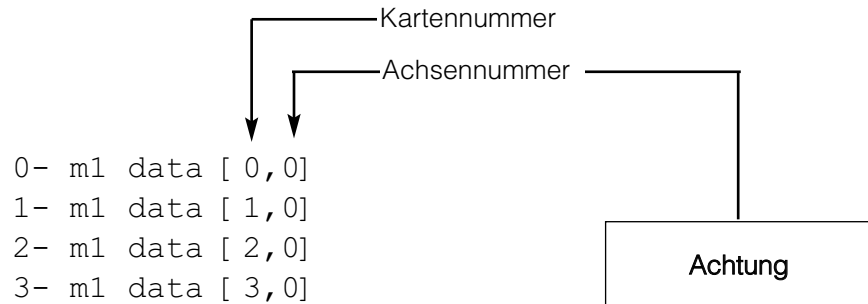 Kartennummer
Achsennummer
0- m1 data [ 0,0]
1- m1 data [ 1,0]
2- m1 data [ 2,0]
3- m1 data [ 3,0]
Achtung